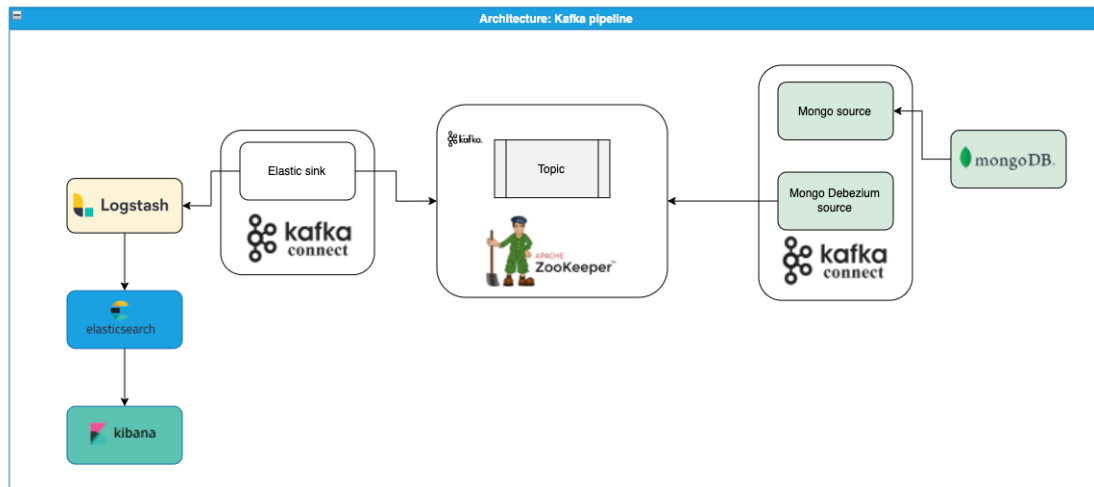 Architecture: Kafka pipeline
Mongo source
mongoDB.
kafka.
Topic
Elastic sink
Mongo Debezium
source
Logstash
kafka
connect
APACHE
ZooKeeper™
kafka
connect
elasticsearch
kibana